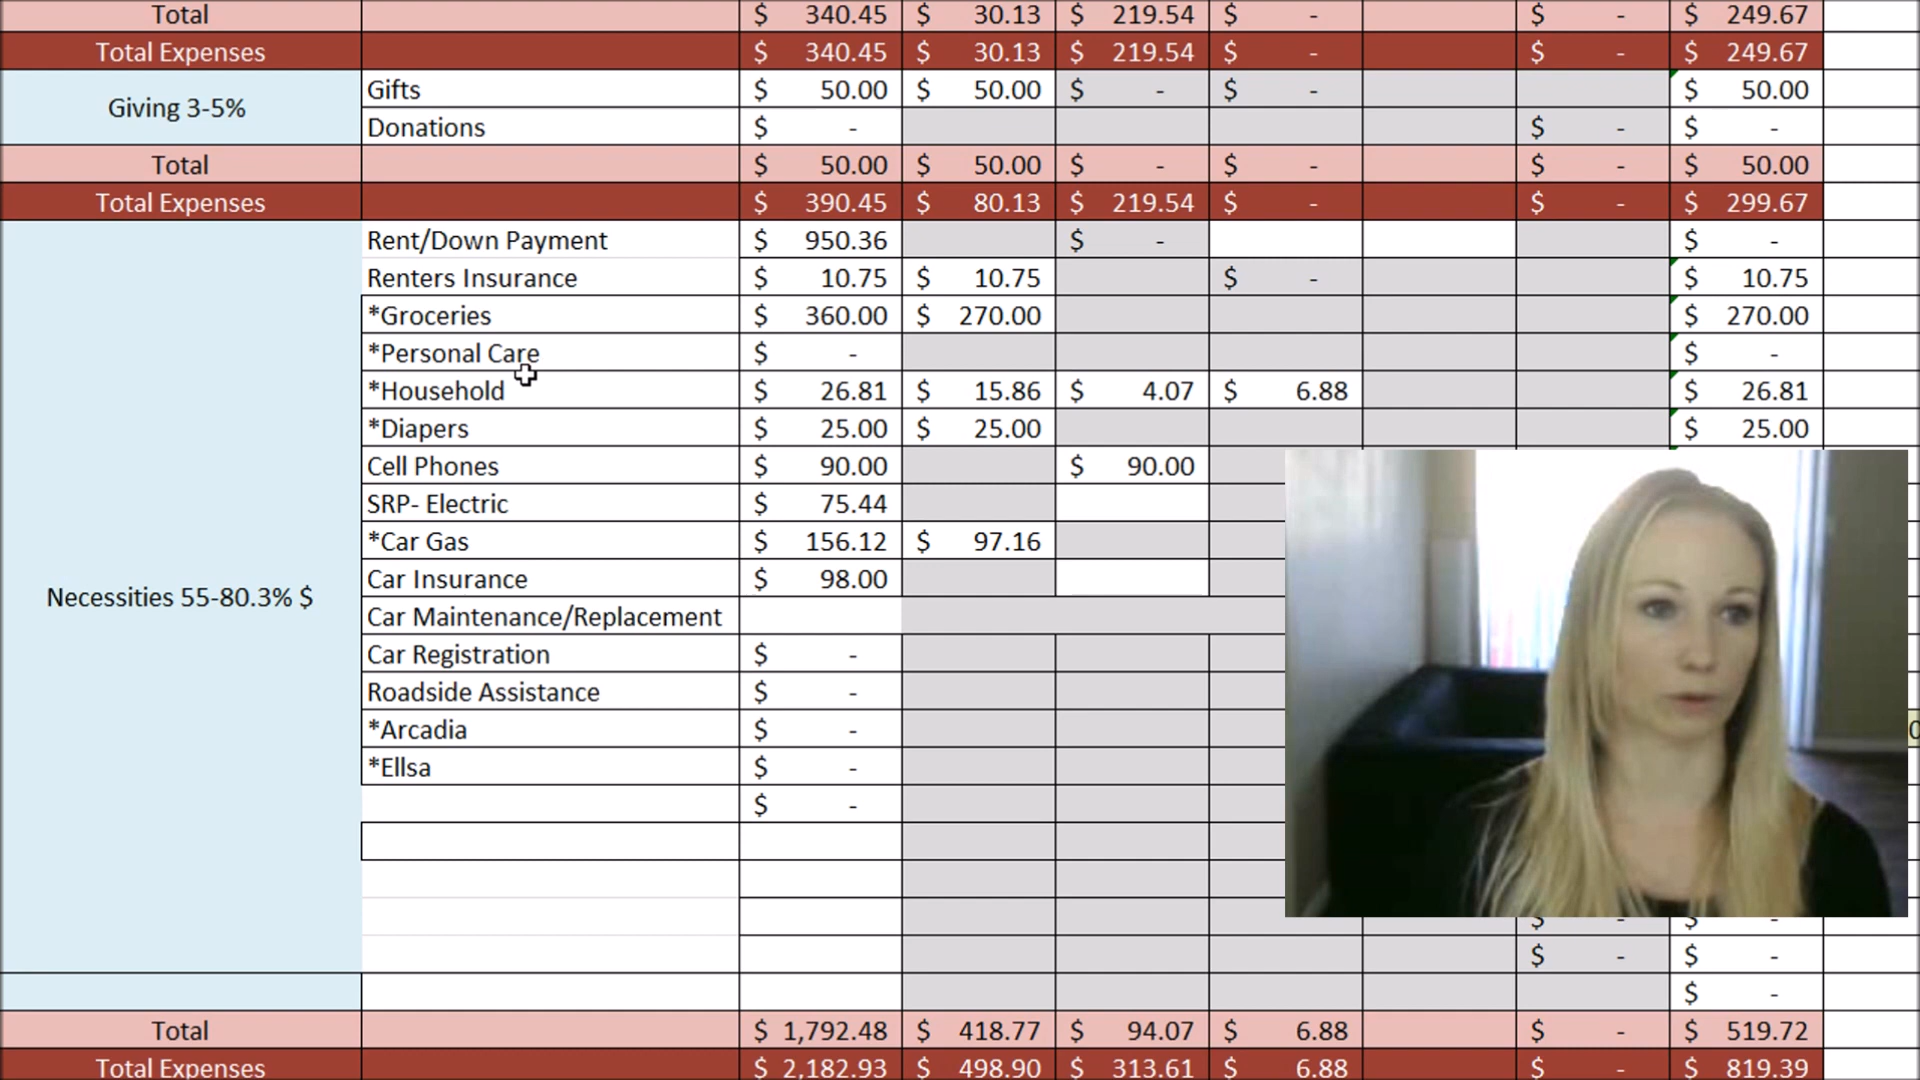 Total $ 340.45 $ 30.13 $ 219.54 $ - $ - $ 249.67
Total Expenses $ 340.45 $ 30.13 $ 219.54 $ - $ - $ 249.67
Giving 3-5%
Gifts $ 50.00 $ 50.00 $ - $ - $ 50.00
Donations $ - $ - $ -
Total $ 50.00 $ 50.00 $ - $ - $ - $ 50.00
Total Expenses $ 390.45 $ 80.13 $ 219.54 $ - $ - $ 299.67
Rent/Down Payment $ 950.36 $ - $ -
Renters Insurance $ 10.75 $ 10.75 $ - $ 10.75
*Groceries $ 360.00 $ 270.00 $ 270.00
*Personal Care $ - $ -
*Household $ 26.81 $ 15.86 $ 4.07 $ 6.88 $ 26.81
*Diapers $ 25.00 $ 25.00 $ 25.00
Cell Phones $ 90.00 $ 90.00
SRP- Electric $ 75.44
*Car Gas $ 156.12 $ 97.16
Car Insurance $ 98.00
Necessities 55-80.3% $
Car Maintenance/Replacement
Car Registration $ -
Roadside Assistance $ -
*Arcadia $ -
*Ellsa $ -
$ -
$ - $ -
$ - $ -
$ -
Total $ 1,792.48 $ 418.77 $ 94.07 $ 6.88 $ - $ 519.72
Total Expenses $ 2,182.93 $ 498.90 $ 313.61 $ 6.88 $ - $ 819.39